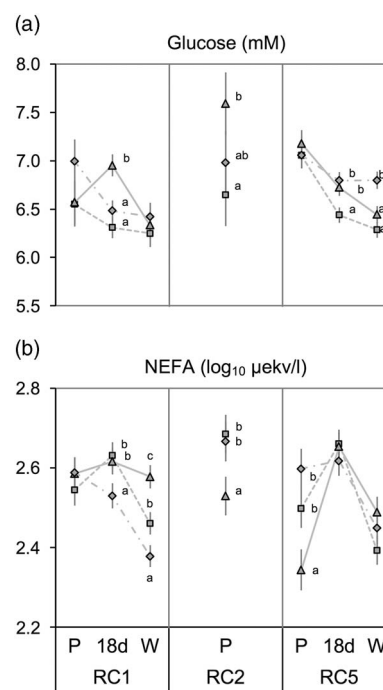 (a)
Glucose (mM)
8.0
7.5
7.0
6.5
6.0
5.5
b
a
a
b
ab
a
b
b
b
a
a
a
(b)
NEFA (log10 µekv/l)
2.8
2.6
2.4
2.2
b
b
c
a
b
a
b
b
a
b
b
a
P 18d W P P 18d W
RC1 RC2 RC5